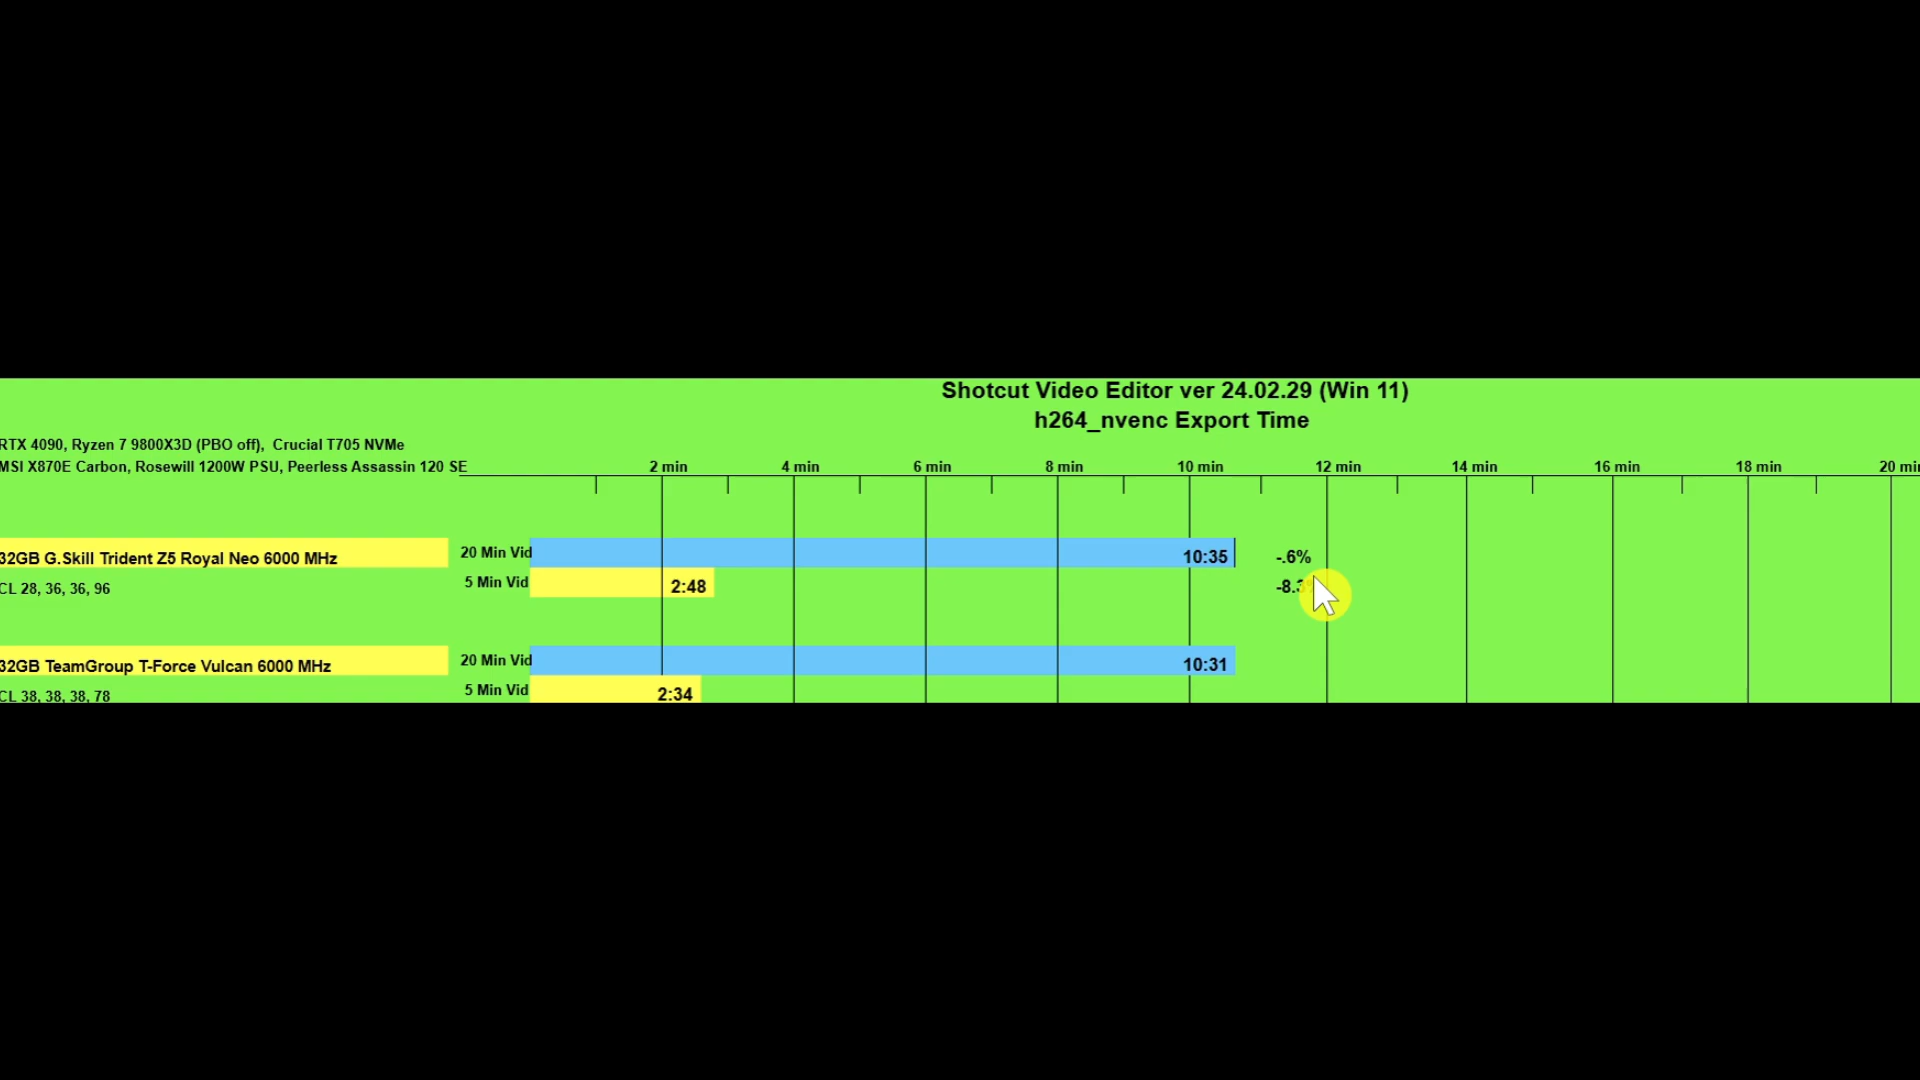 Shotcut Video Editor ver 24.02.29 (Win 11)
h264_nvenc Export Time
RTX 4090, Ryzen 7 9800X3D (PBO off), Crucial T705 NVMe
MSI X870E Carbon, Rosewill 1200W PSU, Peerless Assassin 120 SE
2 min 4 min 6 min 8 min 10 min 12 min 14 min 16 min 18 min 20
32GB G.Skill Trident Z5 Royal Neo 6000 MHz 20 Min Vid 10:35 -.6%
CL 28, 36, 36, 96 5 Min Vid 2:48
32GB TeamGroup T-Force Vulcan 6000 MHz 20 Min Vid 10:31
CL 38, 38, 38, 78 5 Min Vid 2:34